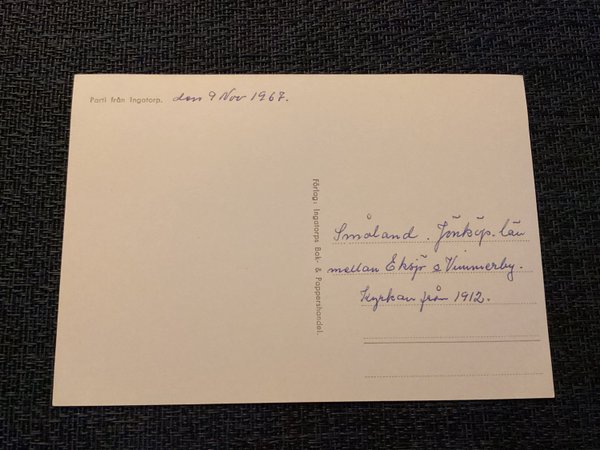 Parti från Ingatorp. den 9 Nov 1967.
Förlag: Ingatorps Bok- & Pappershandel.
Småland. Jönköp. län
mellan Eksjö o Vimmerby.
Kyrkan från 1912.